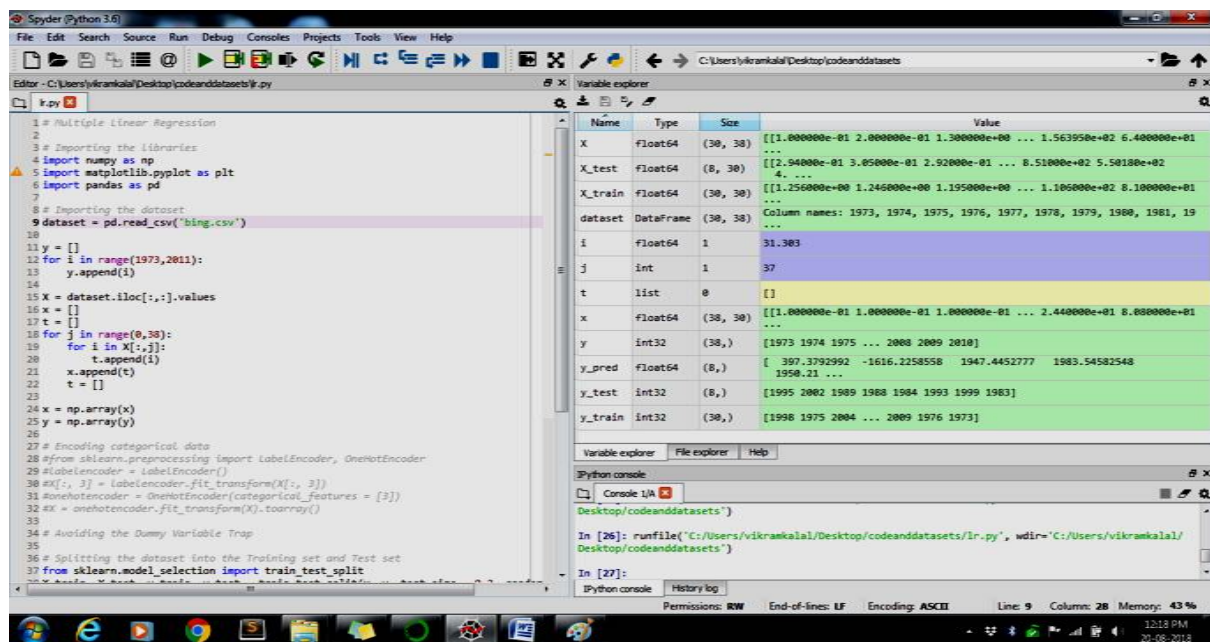 Spyder (Python 3.6)
File Edit Search Source Run Debug Consoles Projects Tools View Help
C:\Users\vikramkalal\Desktop\codeanddatasets
Editor - C:\Users\vikramkalal\Desktop\codeanddatasets\lr.py
lr.py
1 # Multiple Linear Regression
2
3 # Importing the libraries
4 import numpy as np
5 import matplotlib.pyplot as plt
6 import pandas as pd
7
8 # Importing the dataset
9 dataset = pd.read_csv('bing.csv')
10
11 y = []
12 for i in range(1973,2011):
13     y.append(i)
14
15 X = dataset.iloc[:,:].values
16 x = []
17 t = []
18 for j in range(0,38):
19     for i in X[:,j]:
20         t.append(i)
21     x.append(t)
22     t = []
23
24 x = np.array(x)
25 y = np.array(y)
26
27 # Encoding categorical data
28 #from sklearn.preprocessing import LabelEncoder, OneHotEncoder
29 #labelencoder = LabelEncoder()
30 #X[:, 3] = labelencoder.fit_transform(X[:, 3])
31 #onehotencoder = OneHotEncoder(categorical_features = [3])
32 #X = onehotencoder.fit_transform(X).toarray()
33
34 # Avoiding the Dummy Variable Trap
35
36 # Splitting the dataset into the Training set and Test set
37 from sklearn.model_selection import train_test_split
Variable explorer
Name Type Size Value
X float64 (30, 38) [[1.000000e-01 2.000000e-01 1.300000e+00 ... 1.563950e+02 6.400000e+01
...
X_test float64 (8, 30) [[2.94000e-01 3.05000e-01 2.92000e-01 ... 8.51000e+02 5.50180e+02
4. ...
X_train float64 (30, 30) [[1.256000e+00 1.246000e+00 1.195000e+00 ... 1.106000e+02 8.100000e+01
...
dataset DataFrame (30, 38) Column names: 1973, 1974, 1975, 1976, 1977, 1978, 1979, 1980, 1981, 19
...
i float64 1 31.303
j int 1 37
t list 0 []
x float64 (38, 30) [[1.000000e-01 1.000000e-01 1.000000e-01 ... 2.440000e+01 8.080000e+01
...
y int32 (38,) [1973 1974 1975 ... 2008 2009 2010]
y_pred float64 (8,) [ 397.3792992 -1616.2258558 1947.4452777 1983.54582548
1950.21 ...
y_test int32 (8,) [1995 2002 1989 1988 1984 1993 1999 1983]
y_train int32 (30,) [1998 1975 2004 ... 2009 1976 1973]
Variable explorer File explorer Help
IPython console
Console 1/A
Desktop/codeanddatasets')
In [26]: runfile('C:/Users/vikramkalal/Desktop/codeanddatasets/lr.py', wdir='C:/Users/vikramkalal/
Desktop/codeanddatasets')
In [27]:
IPython console History log
Permissions: RW End-of-lines: LF Encoding: ASCII Line: 9 Column: 28 Memory: 43 %
12:18 PM
20-08-2018